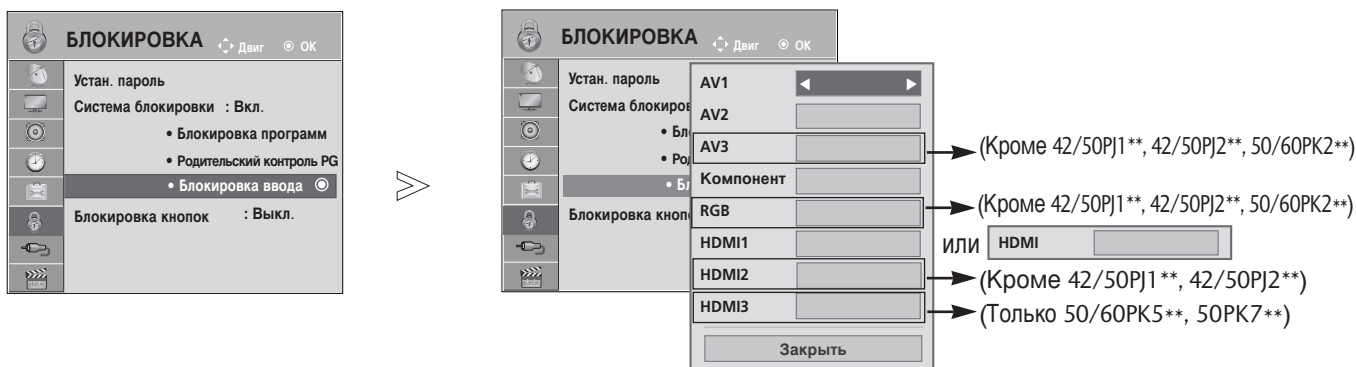 БЛОКИРОВКА Двиг ОК
Устан. пароль
Система блокировки : Вкл.
• Блокировка программ
• Родительский контроль PG
• Блокировка ввода
Блокировка кнопок : Выкл.
БЛОКИРОВКА Двиг ОК
Устан. пароль
Система блокиров
• Бл
• Ро
• Бл
Блокировка кноп
AV1
AV2
AV3
(Кроме 42/50PJ1**, 42/50PJ2**, 50/60PK2**)
Компонент
RGB
(Кроме 42/50PJ1**, 42/50PJ2**, 50/60PK2**)
HDMI1
или HDMI
HDMI2
(Кроме 42/50PJ1**, 42/50PJ2**)
HDMI3
(Только 50/60PK5**, 50PK7**)
Закрыть